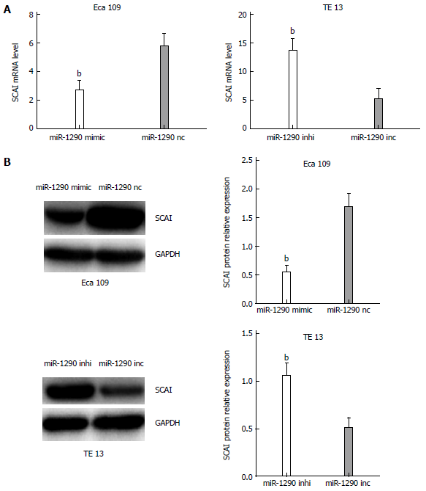 A
Eca 109
SCAI mRNA level
8
6
4
2
0
b
miR-1290 mimic
miR-1290 nc
TE 13
SCAI mRNA level
20
15
10
5
0
b
miR-1290 inhi
miR-1290 inc
B
miR-1290 mimic miR-1290 nc
SCAI
GAPDH
Eca 109
Eca 109
SCAI protein relative expression
2.5
2.0
1.5
1.0
0.5
0.0
b
miR-1290 mimic
miR-1290 nc
miR-1290 inhi miR-1290 inc
SCAI
GAPDH
TE 13
TE 13
SCAI protein relative expression
1.5
1.0
0.5
0.0
b
miR-1290 inhi
miR-1290 inc